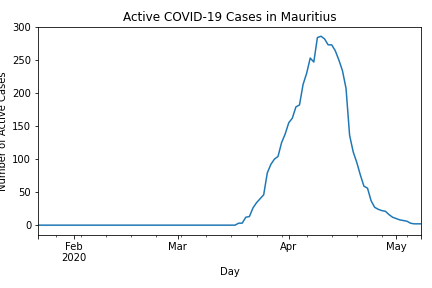 Active COVID-19 Cases in Mauritius
300
250
200
150
100
50
0
Number of Active Cases
Feb
2020
Mar
Apr
May
Day